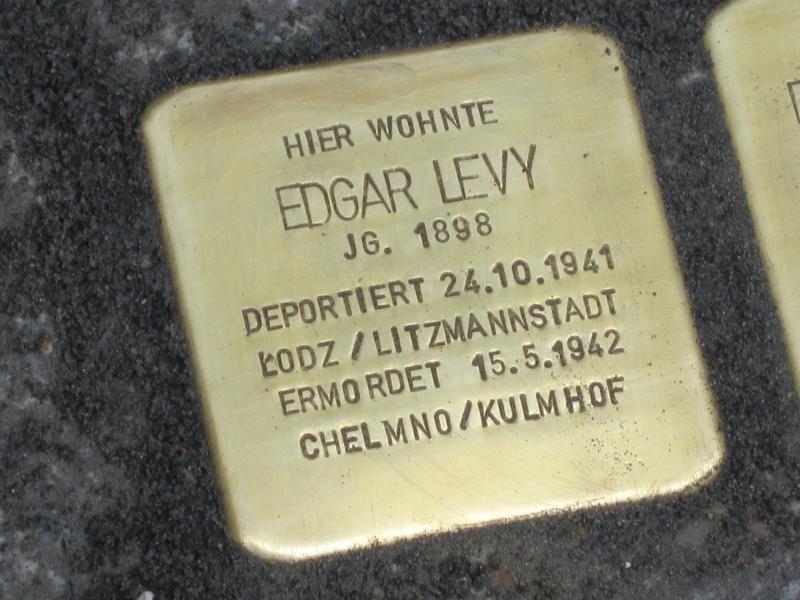 HIER WOHNTE
EDGAR LEVY
JG. 1898
DEPORTIERT 24.10.1941
ŁODZ / LITZMANNSTADT
ERMORDET 15.5.1942
CHELMNO/KULMHOF